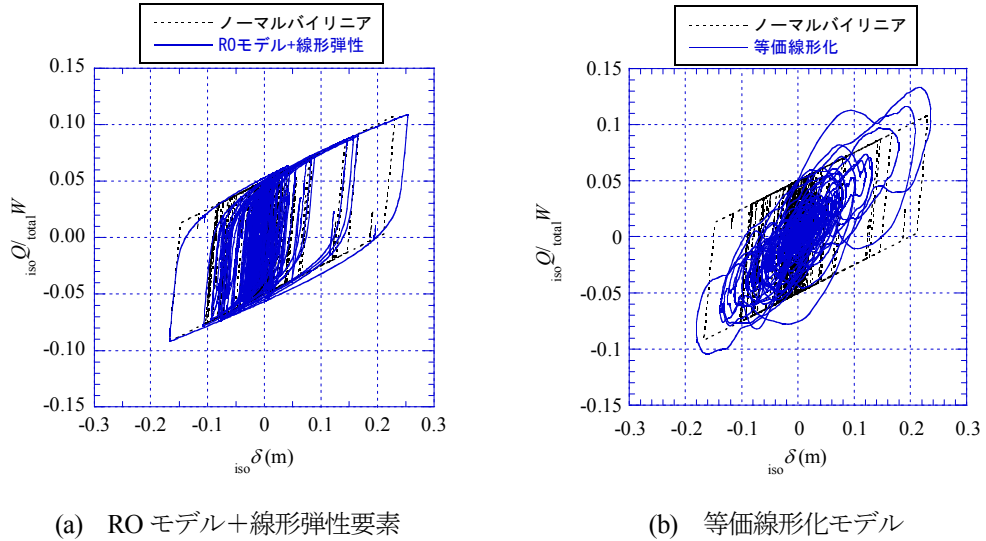 ノーマルバイリニア
ROモデル+線形弾性
0.15
0.10
0.05
0.00
-0.05
-0.10
-0.15
-0.3 -0.2 -0.1 0 0.1 0.2 0.3
isoQ/totalW
isoδ(m)
(a) RO モデル＋線形弾性要素
ノーマルバイリニア
等価線形化
0.15
0.1
0.05
0
-0.05
-0.1
-0.15
-0.3 -0.2 -0.1 0 0.1 0.2 0.3
isoQ/totalW
isoδ(m)
(b) 等価線形化モデル